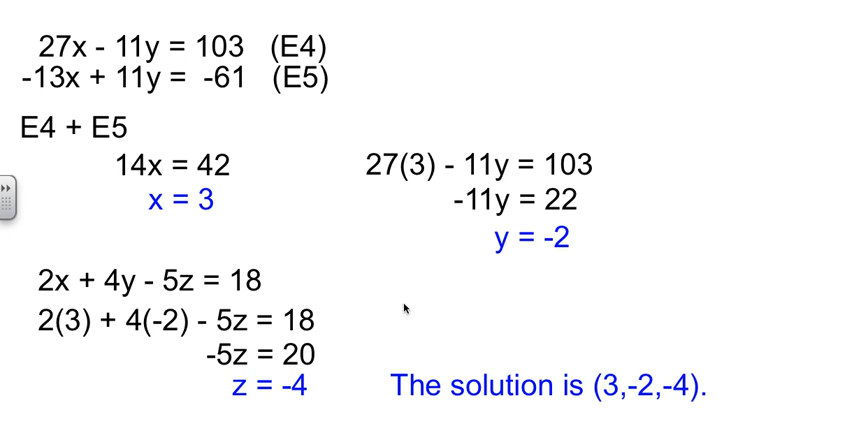 27x - 11y = 103 (E4)
-13x + 11y = -61 (E5)
E4 + E5
14x = 42
x = 3
27(3) - 11y = 103
-11y = 22
y = -2
2x + 4y - 5z = 18
2(3) + 4(-2) - 5z = 18
-5z = 20
z = -4
The solution is (3,-2,-4).